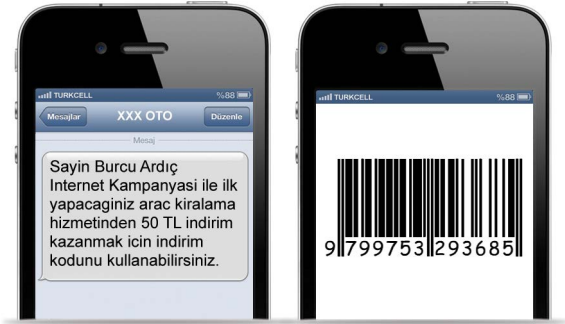 TURKCELL %88
Mesajlar XXX OTO Düzenle
Mesaj
Sayin Burcu Ardıç
Internet Kampanyasi ile ilk
yapacaginiz arac kiralama
hizmetinden 50 TL indirim
kazanmak icin indirim
kodunu kullanabilirsiniz.
TURKCELL %88
9 799753 293685